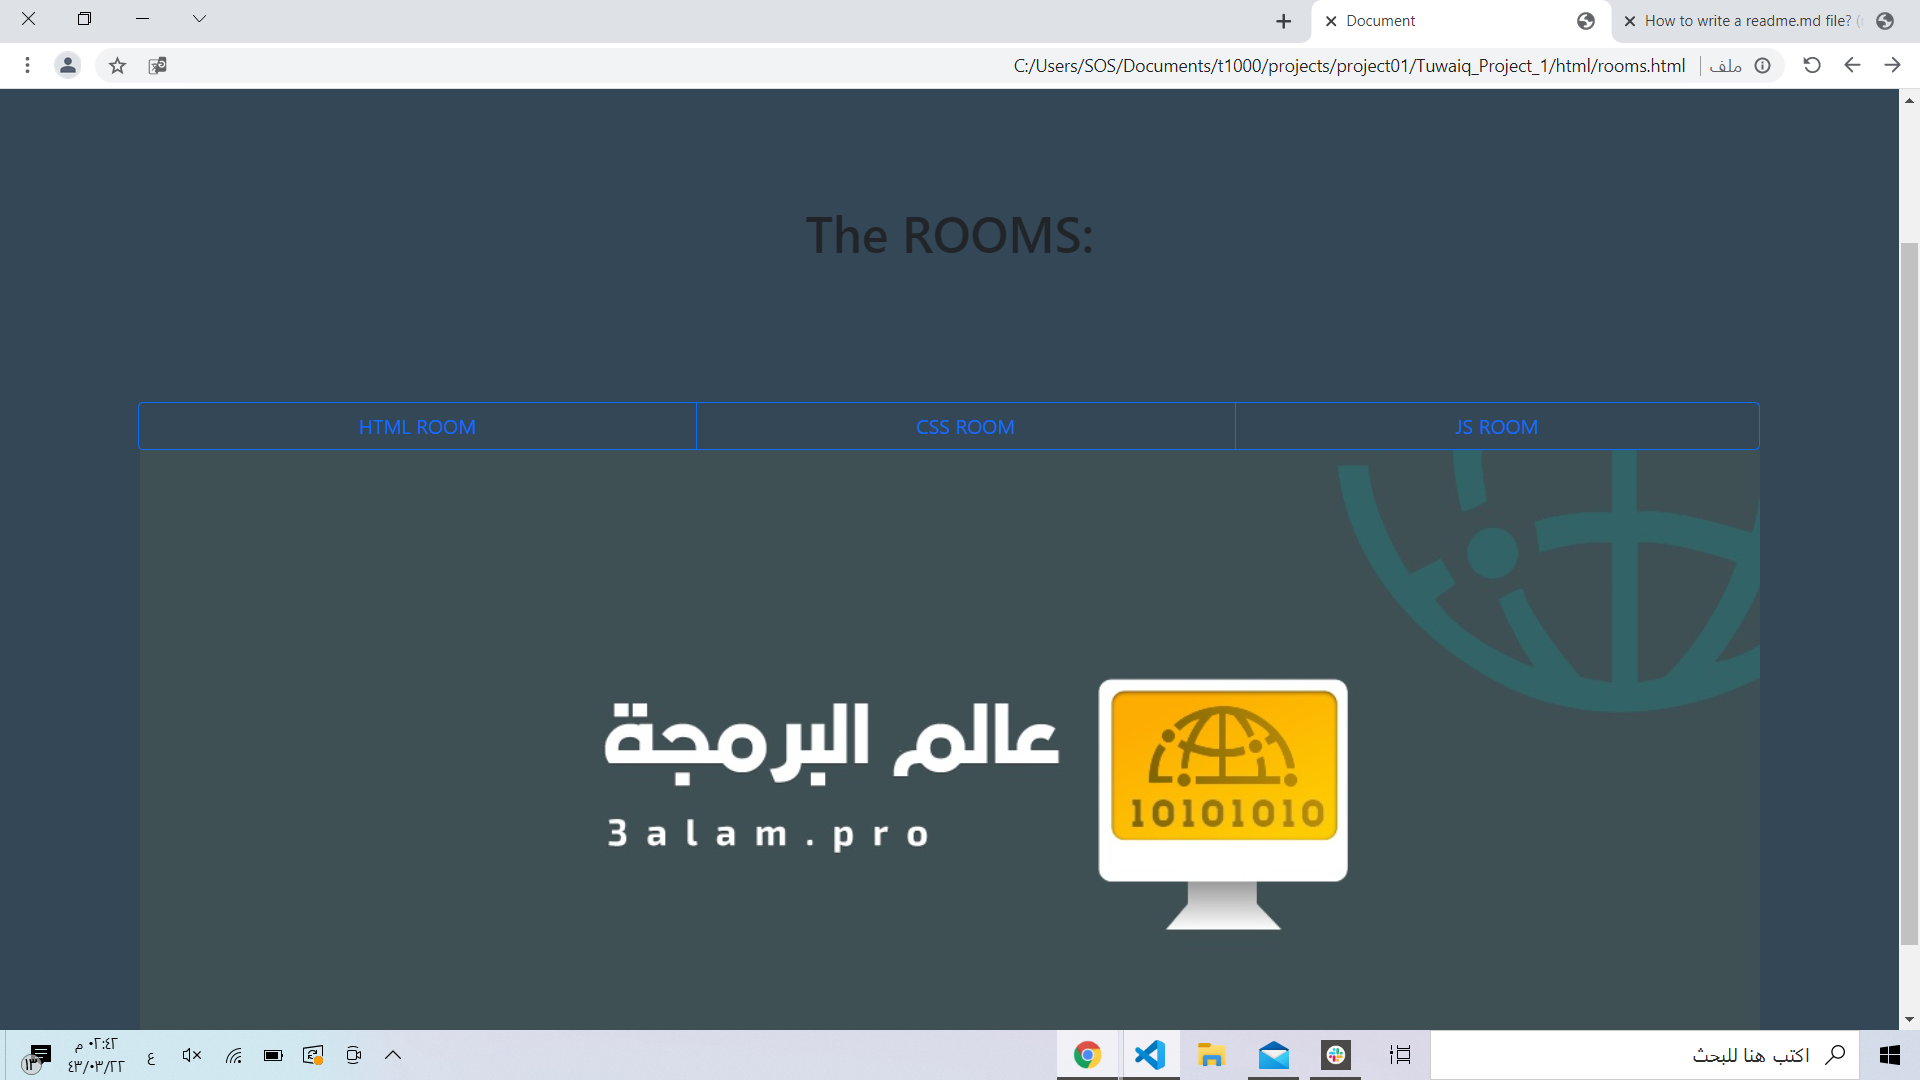 Document
How to write a readme.md file? (
C:/Users/SOS/Documents/t1000/projects/project01/Tuwaiq_Project_1/html/rooms.html
ملف
The ROOMS:
HTML ROOM
CSS ROOM
JS ROOM
عالم البرمجة
3alam.pro
10101010
اكتب هنا للبحث
ع
٠٢:٤٢ م
٤٣/٠٣/٢٢
١٣